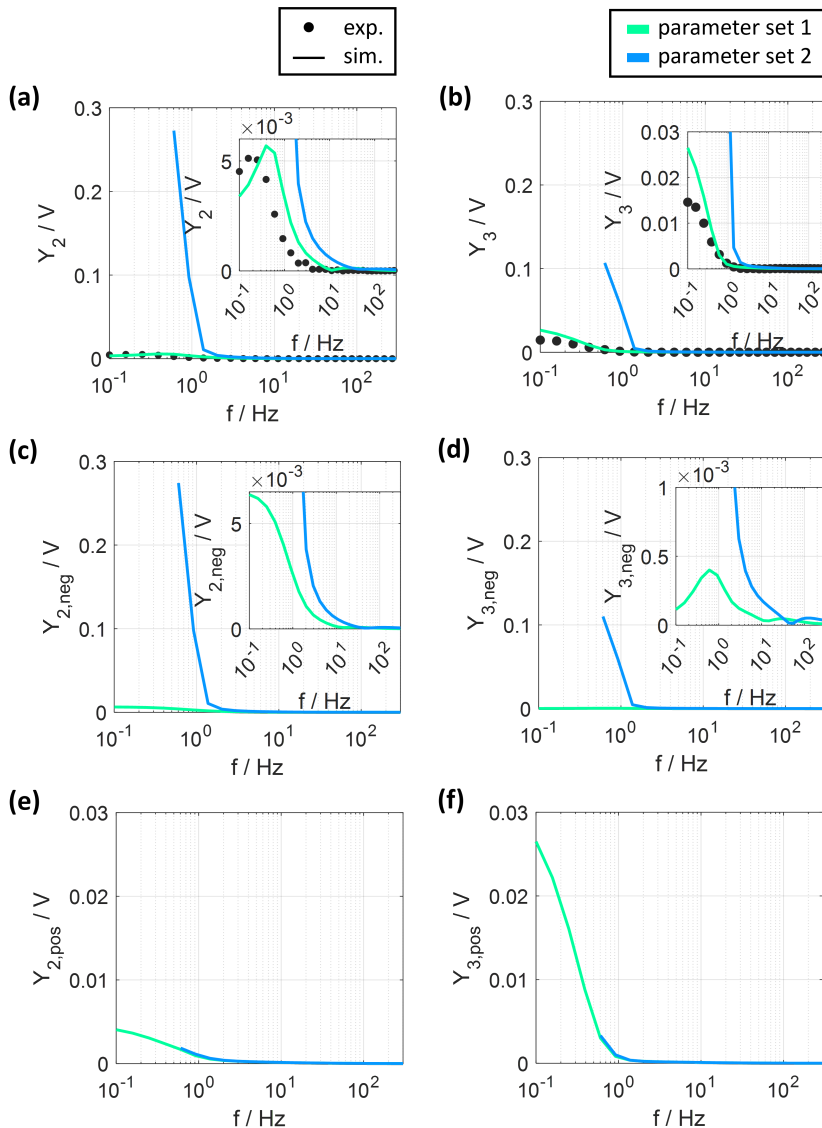 exp.
sim.
parameter set 1
parameter set 2
(a)
0.3
0.2
0.1
0
Y2 / V
10^-1 10^0 10^1 10^2
f / Hz
×10^-3
5
0
Y2 / V
10^-1 10^0 10^1 10^2
f / Hz
(b)
0.3
0.2
0.1
0
Y3 / V
10^-1 10^0 10^1 10^2
f / Hz
0.03
0.02
0.01
0
Y3 / V
10^-1 10^0 10^1 10^2
f / Hz
(c)
0.3
0.2
0.1
0
Y2,neg / V
10^-1 10^0 10^1 10^2
f / Hz
×10^-3
5
0
Y2,neg / V
10^-1 10^0 10^1 10^2
f / Hz
(d)
0.3
0.2
0.1
0
Y3,neg / V
10^-1 10^0 10^1 10^2
f / Hz
×10^-3
1
0.5
0
Y3,neg / V
10^-1 10^0 10^1 10^2
f / Hz
(e)
0.03
0.02
0.01
0.00
Y2,pos / V
10^-1 10^0 10^1 10^2
f / Hz
(f)
0.03
0.02
0.01
0.00
Y3,pos / V
10^-1 10^0 10^1 10^2
f / Hz